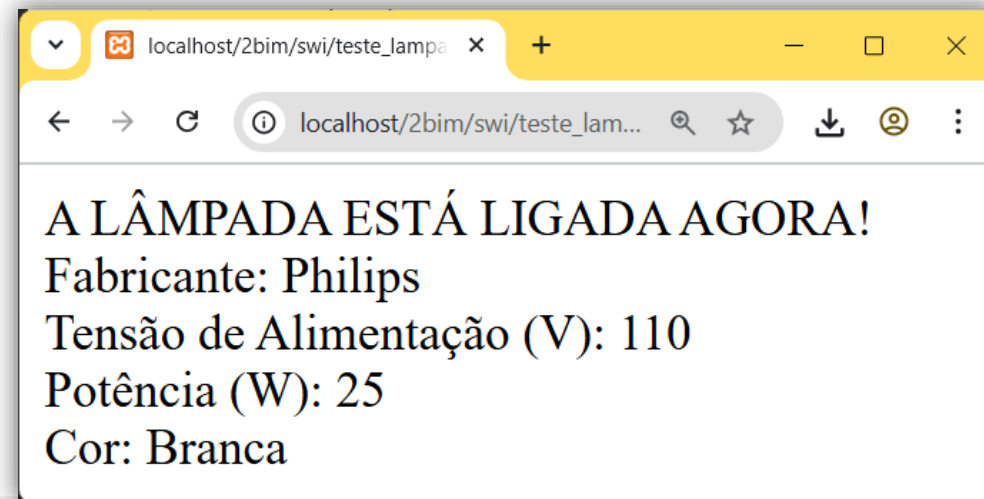 localhost/2bim/swi/teste_lampa
localhost/2bim/swi/teste_lam...
A LÂMPADA ESTÁ LIGADA AGORA!
Fabricante: Philips
Tensão de Alimentação (V): 110
Potência (W): 25
Cor: Branca